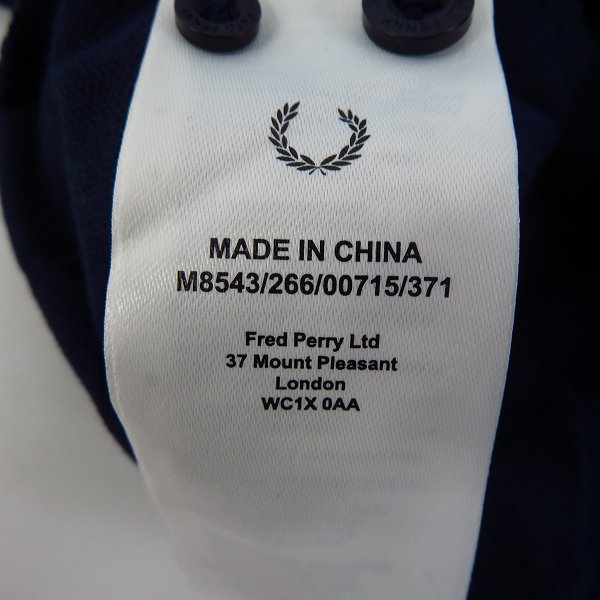 MADE IN CHINA
M8543/266/00715/371
Fred Perry Ltd
37 Mount Pleasant
London
WC1X 0AA